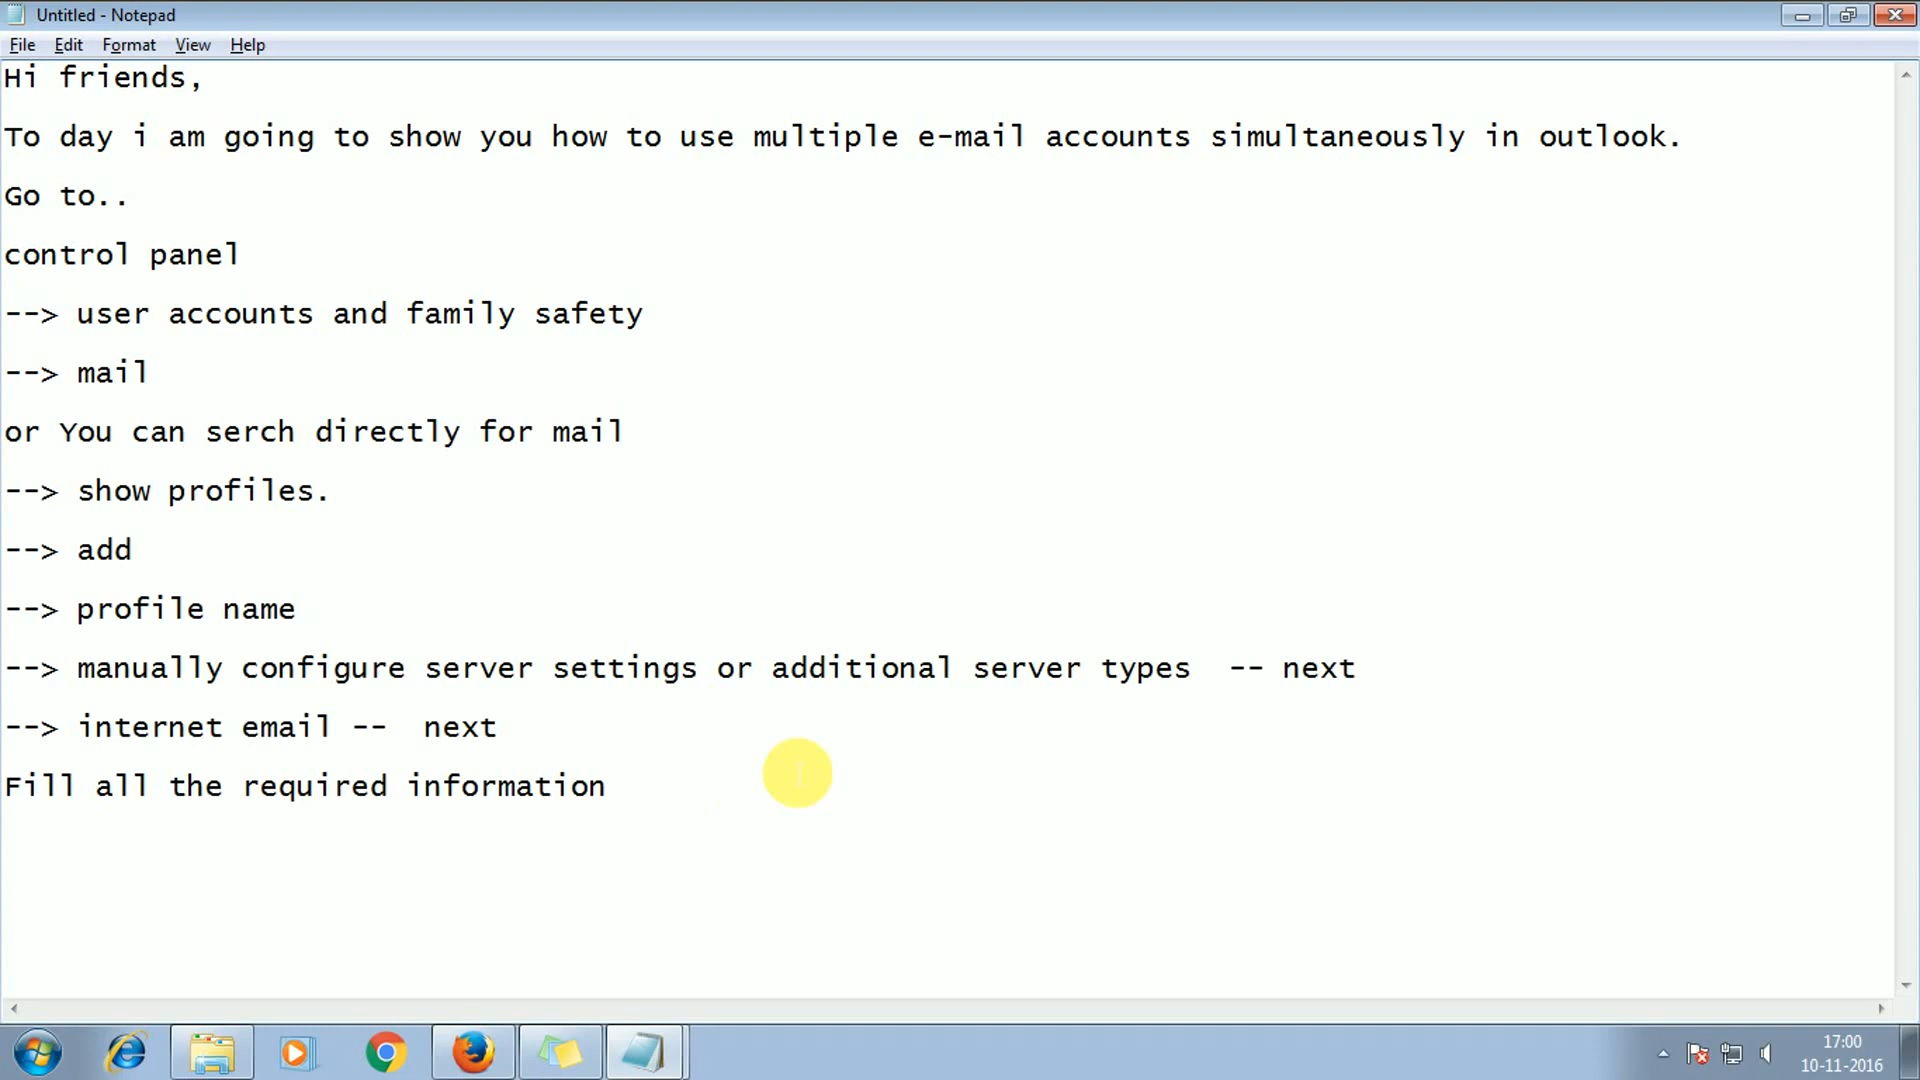 Untitled - Notepad
File Edit Format View Help
Hi friends,
To day i am going to show you how to use multiple e-mail accounts simultaneously in outlook.
Go to..
control panel
--> user accounts and family safety
--> mail
or You can serch directly for mail
--> show profiles.
--> add
--> profile name
--> manually configure server settings or additional server types  -- next
--> internet email --  next
Fill all the required information
17:00
10-11-2016